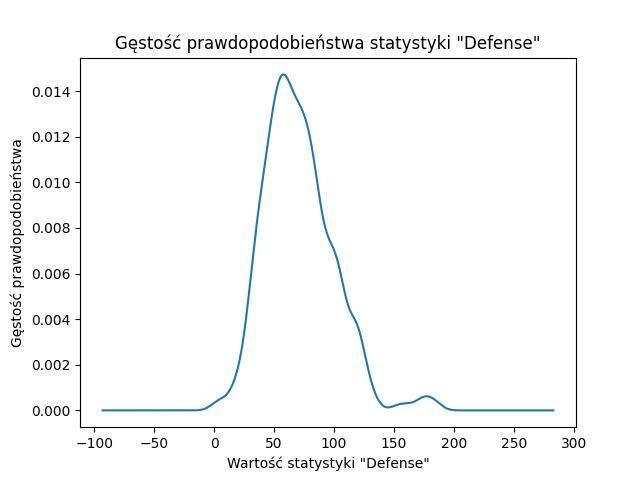 Gęstość prawdopodobieństwa statystyki "Defense"
Gęstość prawdopodobieństwa
0.014
0.012
0.010
0.008
0.006
0.004
0.002
0.000
−100 −50 0 50 100 150 200 250 300
Wartość statystyki "Defense"